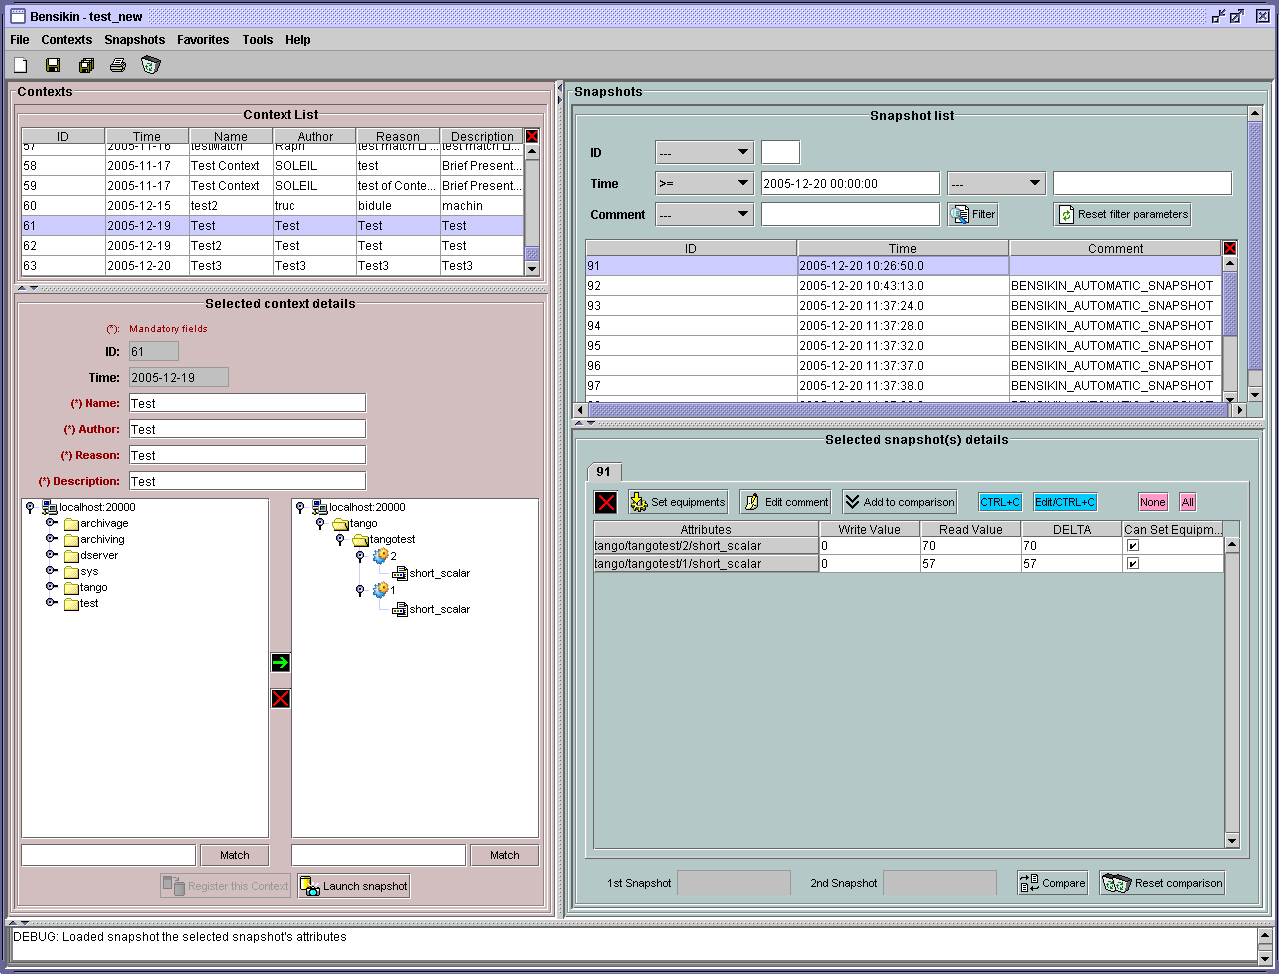 Bensikin - test_new
File Contexts Snapshots Favorites Tools Help
Contexts
Context List
ID Time Name Author Reason Description
57 2005-11-16 testMatch Raph test match Li ... test match Li...
58 2005-11-17 Test Context SOLEIL test Brief Present...
59 2005-11-17 Test Context SOLEIL test of Conte... Brief Present...
60 2005-12-15 test2 truc bidule machin
61 2005-12-19 Test Test Test Test
62 2005-12-19 Test2 Test Test Test
63 2005-12-20 Test3 Test3 Test3 Test3
Selected context details
(*): Mandatory fields
ID: 61
Time: 2005-12-19
(*) Name: Test
(*) Author: Test
(*) Reason: Test
(*) Description: Test
localhost:20000
archivage
archiving
dserver
sys
tango
test
localhost:20000
tango
tangotest
2
short_scalar
1
short_scalar
Match
Match
Register this Context
Launch snapshot
Snapshots
Snapshot list
ID ---
Time >= 2005-12-20 00:00:00 ---
Comment --- Filter Reset filter parameters
ID Time Comment
91 2005-12-20 10:26:50.0
92 2005-12-20 10:43:13.0 BENSIKIN_AUTOMATIC_SNAPSHOT
93 2005-12-20 11:37:24.0 BENSIKIN_AUTOMATIC_SNAPSHOT
94 2005-12-20 11:37:28.0 BENSIKIN_AUTOMATIC_SNAPSHOT
95 2005-12-20 11:37:32.0 BENSIKIN_AUTOMATIC_SNAPSHOT
96 2005-12-20 11:37:37.0 BENSIKIN_AUTOMATIC_SNAPSHOT
97 2005-12-20 11:37:38.0 BENSIKIN_AUTOMATIC_SNAPSHOT
Selected snapshot(s) details
91
Set equipments Edit comment Add to comparison CTRL+C Edit/CTRL+C None All
Attributes Write Value Read Value DELTA Can Set Equipm...
tango/tangotest/2/short_scalar 0 70 70
tango/tangotest/1/short_scalar 0 57 57
1st Snapshot 2nd Snapshot Compare Reset comparison
DEBUG: Loaded snapshot the selected snapshot's attributes